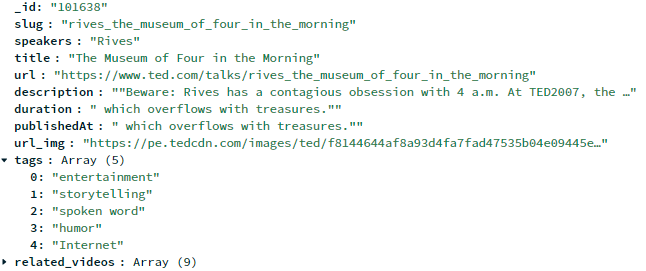 _id: "101638"
slug: "rives_the_museum_of_four_in_the_morning"
speakers: "Rives"
title: "The Museum of Four in the Morning"
url: "https://www.ted.com/talks/rives_the_museum_of_four_in_the_morning"
description: ""Beware: Rives has a contagious obsession with 4 a.m. At TED2007, the …"
duration: " which overflows with treasures.""
publishedAt: " which overflows with treasures.""
url_img: "https://pe.tedcdn.com/images/ted/f8144644af8a93d4fa7fad47535b04e09445e…"
tags: Array (5)
0: "entertainment"
1: "storytelling"
2: "spoken word"
3: "humor"
4: "Internet"
related_videos: Array (9)